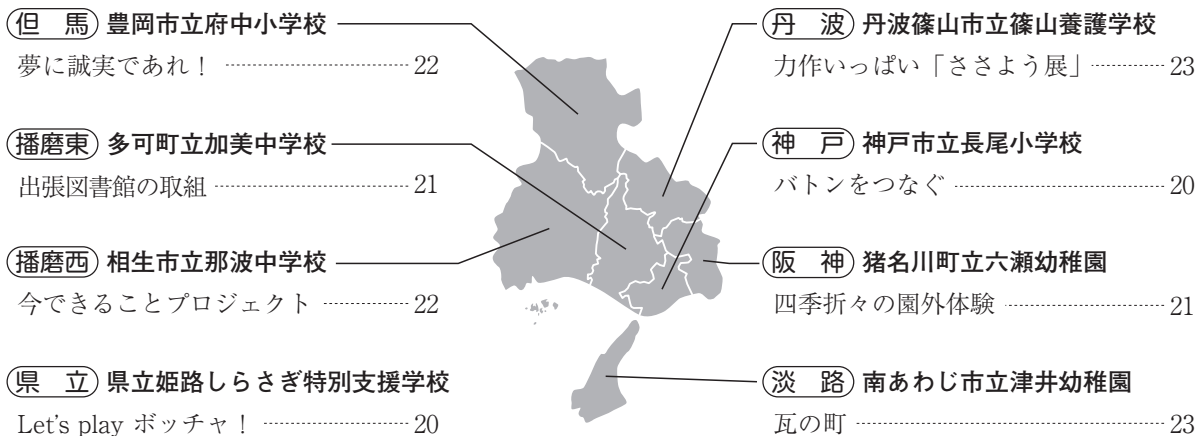 但 馬 豊岡市立府中小学校
夢に誠実であれ! 22
播磨東 多可町立加美中学校
出張図書館の取組 21
播磨西 相生市立那波中学校
今できることプロジェクト 22
県 立 県立姫路しらさぎ特別支援学校
Let's play ボッチャ! 20
丹 波 丹波篠山市立篠山養護学校
力作いっぱい「ささよう展」 23
神 戸 神戸市立長尾小学校
バトンをつなぐ 20
阪 神 猪名川町立六瀬幼稚園
四季折々の園外体験 21
淡 路 南あわじ市立津井幼稚園
瓦の町 23